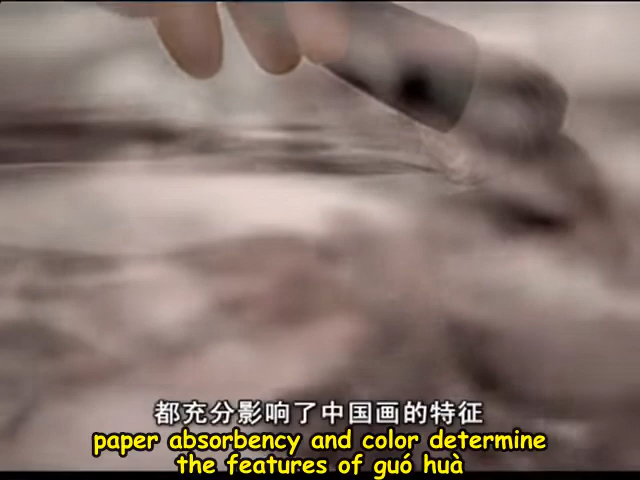 都充分影响了中国画的特征
paper absorbency and color determine
the features of guó huà